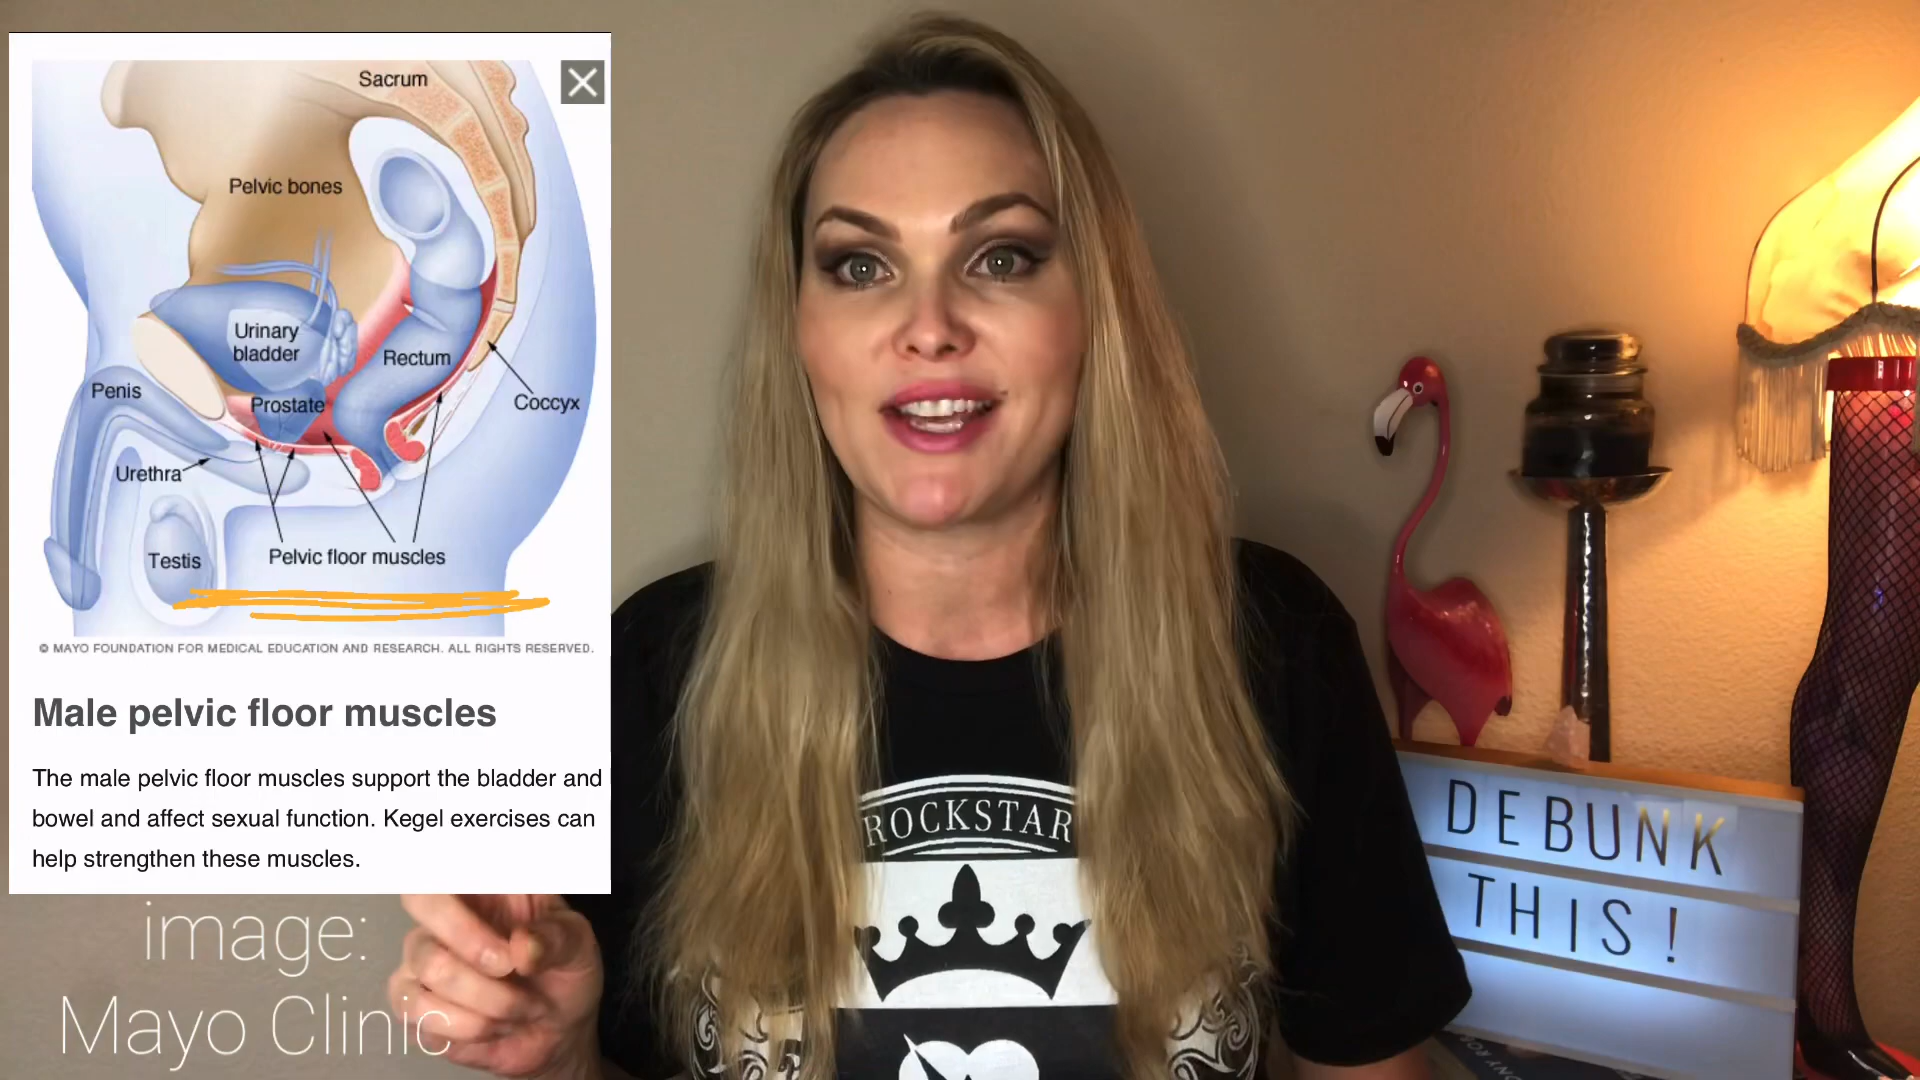 Sacrum
Pelvic bones
Urinary
bladder
Rectum
Penis
Prostate
Coccyx
Urethra
Testis
Pelvic floor muscles
© MAYO FOUNDATION FOR MEDICAL EDUCATION AND RESEARCH. ALL RIGHTS RESERVED.
Male pelvic floor muscles
The male pelvic floor muscles support the bladder and
bowel and affect sexual function. Kegel exercises can
help strengthen these muscles.
image:
Mayo Clinic
ROCKSTAR
DEBUNK
THIS!